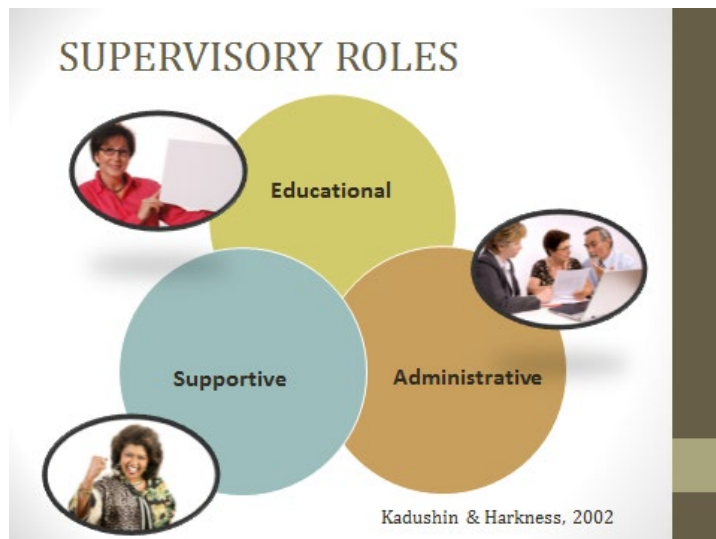 SUPERVISORY ROLES
Educational
Supportive
Administrative
Kadushin & Harkness, 2002